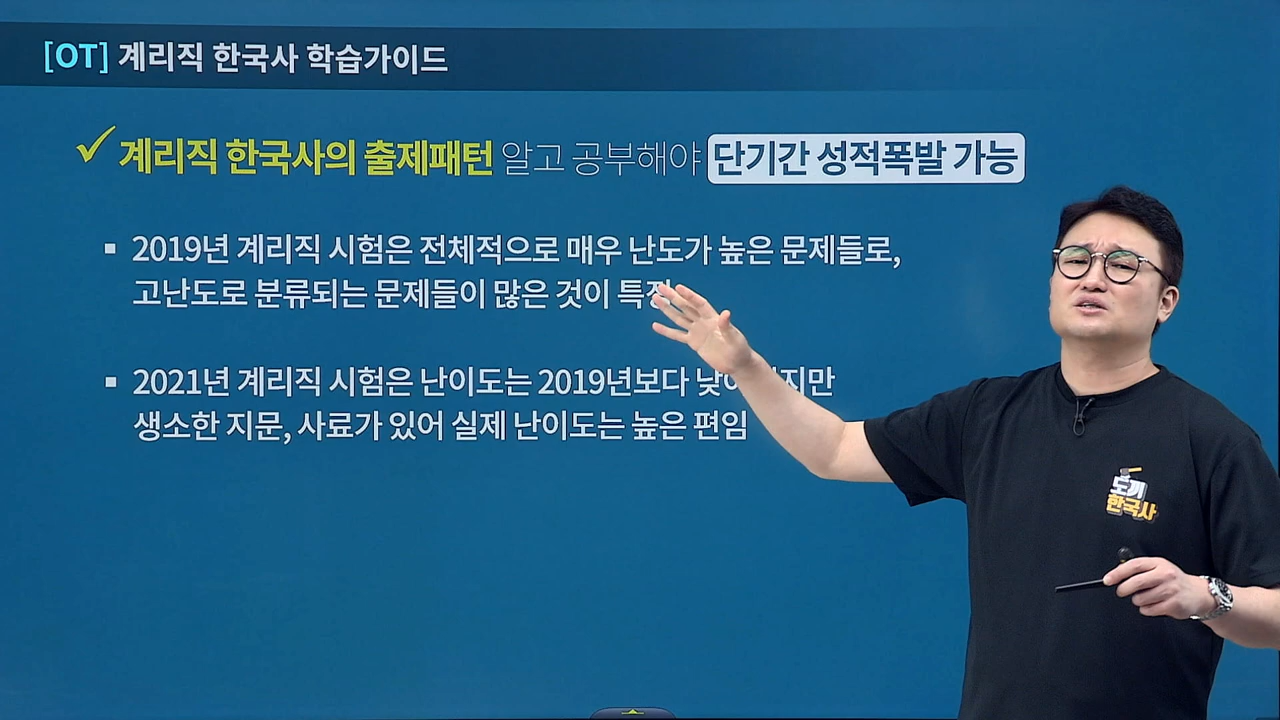 [OT] 계리직 한국사 학습가이드
계리직 한국사의 출제패턴 알고 공부해야 단기간 성적폭발 가능
2019년 계리직 시험은 전체적으로 매우 난도가 높은 문제들로,
고난도로 분류되는 문제들이 많은 것이
2021년 계리직 시험은 난이도는 2019년보다
생소한 지문, 사료가 있어 실제 난이도는 높은 편임
도끼
한국사